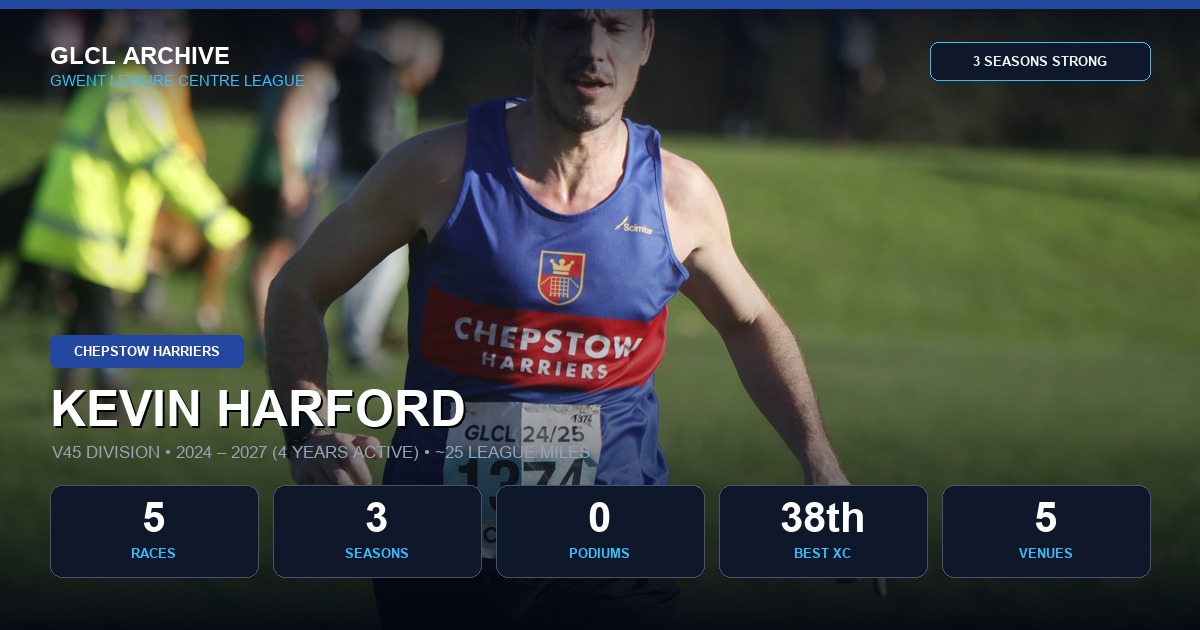 GLCL ARCHIVE
GWENT LEISURE CENTRE LEAGUE
3 SEASONS STRONG
Scimitar
CHEPSTOW
HARRIERS
CHEPSTOW HARRIERS
KEVIN HARFORD
1374
GLCL 24/25
V45 DIVISION • 2024 – 2027 (4 YEARS ACTIVE) • ~25 LEAGUE MILES
1374
5
RACES
3
SEASONS
0
PODIUMS
38th
BEST XC
5
VENUES